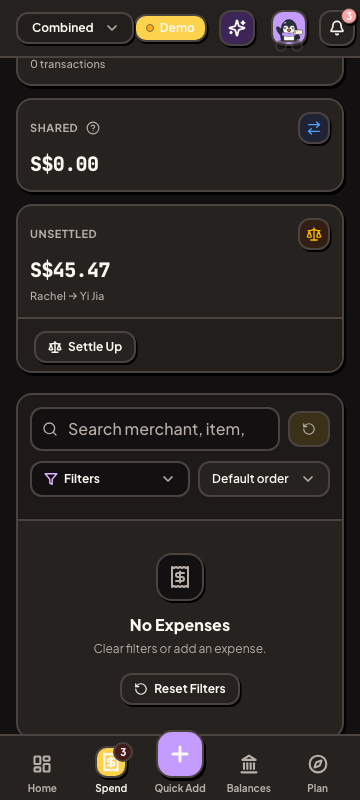 Combined
Demo
3
0 transactions
SHARED
S$0.00
UNSETTLED
S$45.47
Rachel → Yi Jia
Settle Up
Search merchant, item,
Filters
Default order
No Expenses
Clear filters or add an expense.
Reset Filters
3
Home
Spend
Quick Add
Balances
Plan